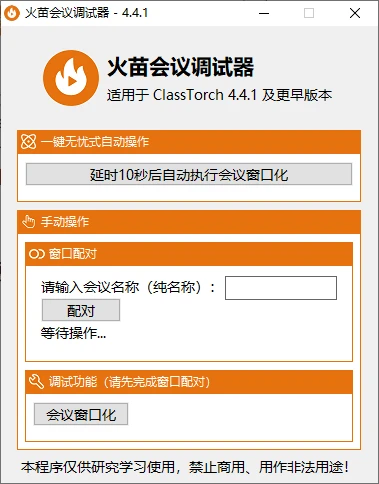 火苗会议调试器 - 4.4.1
火苗会议调试器
适用于 ClassTorch 4.4.1 及更早版本
一键无忧式自动操作
延时10秒后自动执行会议窗口化
手动操作
窗口配对
请输入会议名称（纯名称）：
配对
等待操作...
调试功能（请先完成窗口配对）
会议窗口化
本程序仅供研究学习使用，禁止商用、用作非法用途！